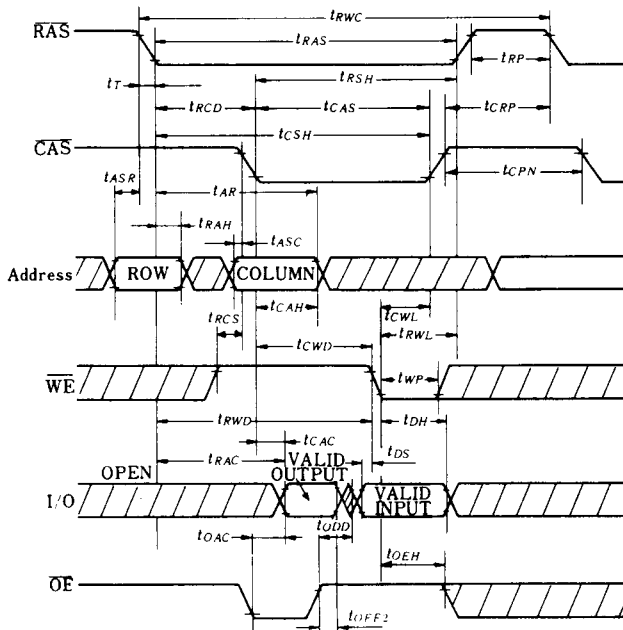 tRWC
RAS
tRAS
tRP
tT
tRSH
tRCD
tCAS
tCRP
tCSH
CAS
tASR
tAR
tCPN
tRAH
tASC
Address
ROW
COLUMN
tRCS
tCAH
tCWL
tRWL
tCWD
WE
tWP
tRWD
tDH
tCAC
tRAC
tDS
OPEN
VALID
OUTPUT
I/O
VALID
INPUT
tOAC
tODD
tOEH
OE
tOFF2